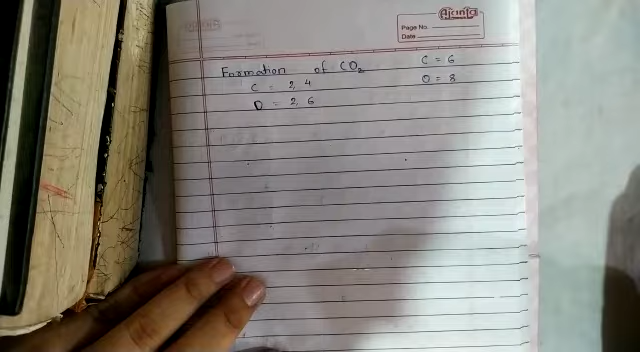 Ajanta
Page No.
Date
Formation of CO₂
C = 6
C = 2, 4
O = 8
O = 2, 6